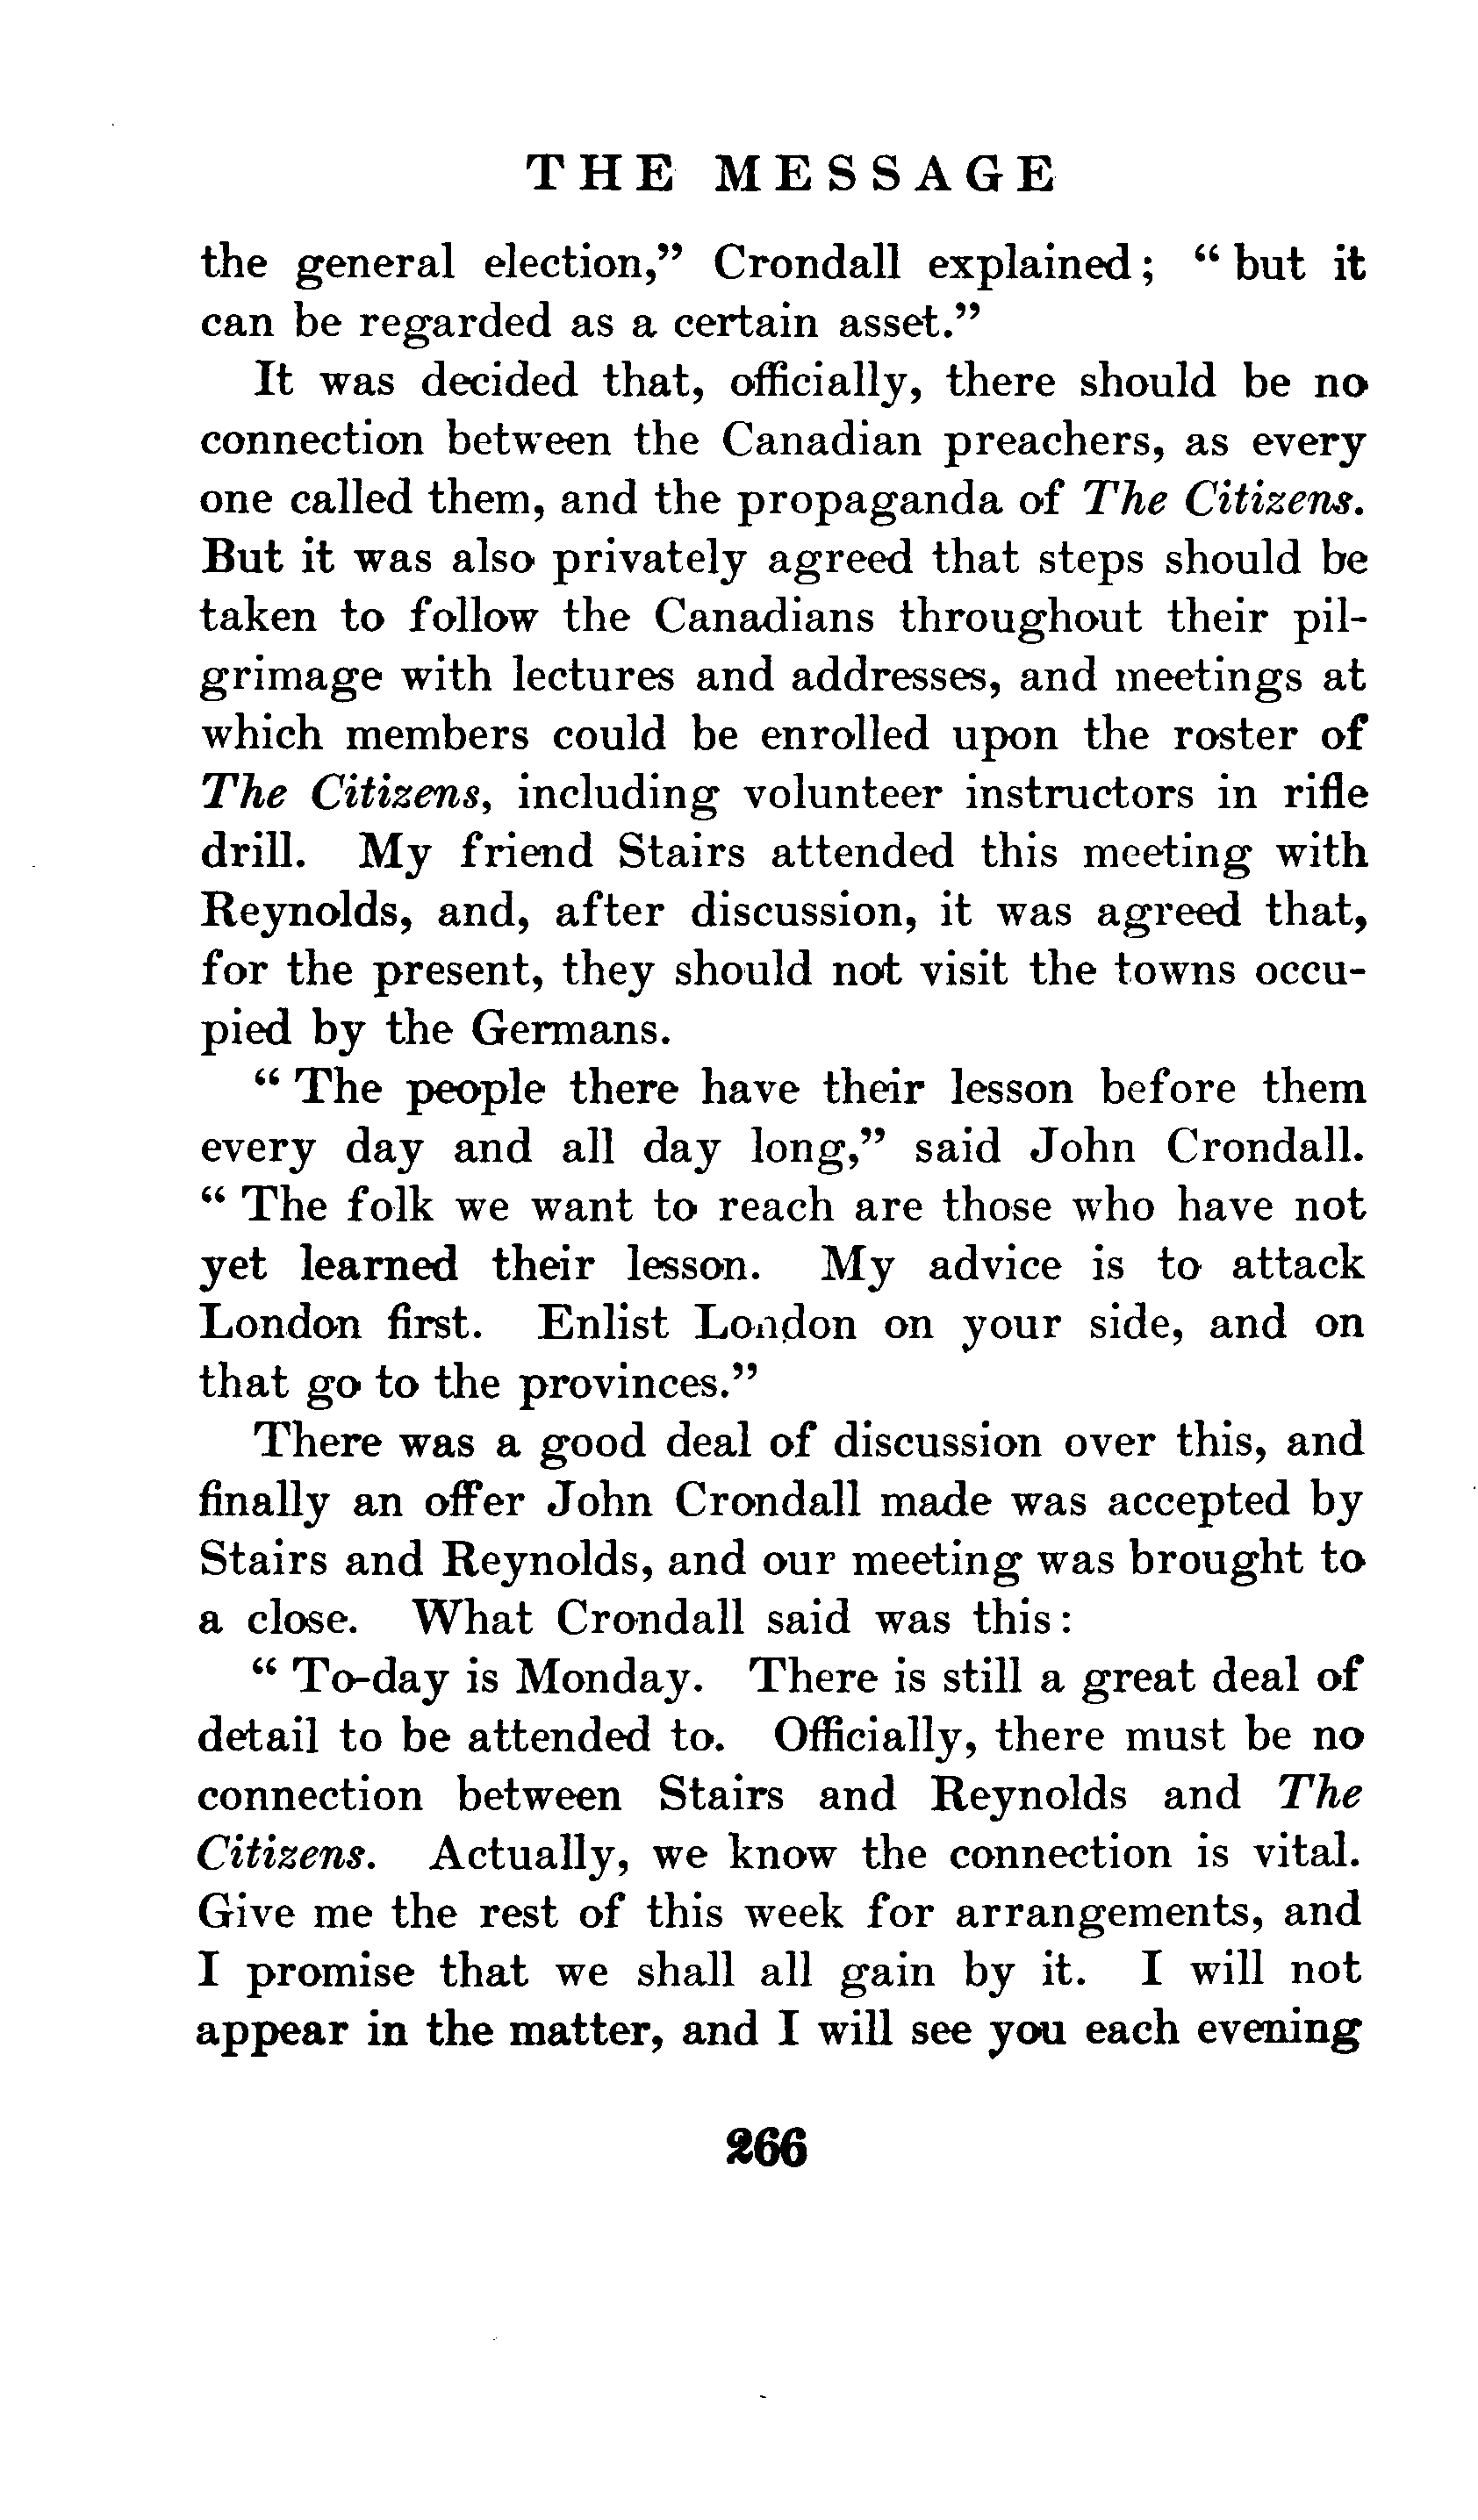 THE MESSAGE
the general election,” Crondall explained; “ but it
can be regarded as a certain asset.”
It was decided that, officially, there should be no
connection between the Canadian preachers, as every
one called them, and the propaganda of The Citizens.
But it was also privately agreed that steps should be
taken to follow the Canadians throughout their pil-
grimage with lectures and addresses, and meetings at
which members could be enrolled upon the roster of
The Citizens, including volunteer instructors in rifle
drill. My friend Stairs attended this meeting with
Reynolds, and, after discussion, it was agreed that,
for the present, they should not visit the towns occu-
pied by the Germans.
“ The people there have their lesson before them
every day and all day long,” said John Crondall.
“ The folk we want to reach are those who have not
yet learned their lesson. My advice is to attack
London first. Enlist London on your side, and on
that go to the provinces.”
There was a good deal of discussion over this, and
finally an offer John Crondall made was accepted by
Stairs and Reynolds, and our meeting was brought to
a close. What Crondall said was this:
“ To-day is Monday. There is still a great deal of
detail to be attended to. Officially, there must be no
connection between Stairs and Reynolds and The
Citizens. Actually, we know the connection is vital.
Give me the rest of this week for arrangements, and
I promise that we shall all gain by it. I will not
appear in the matter, and I will see you each evening
266